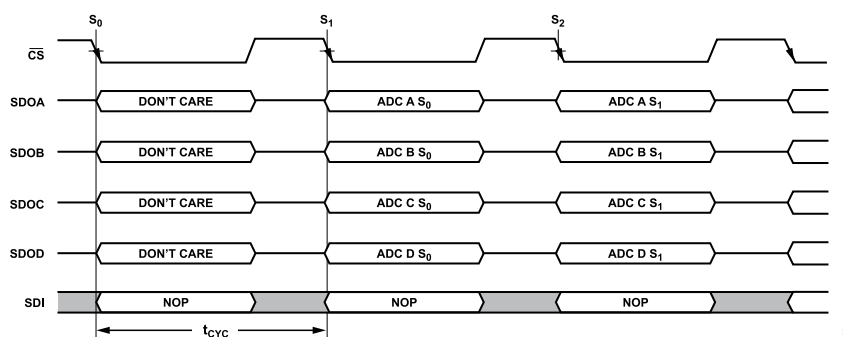 S0 S1 S2
CS
SDOA DON'T CARE ADC A S0 ADC A S1
SDOB DON'T CARE ADC B S0 ADC B S1
SDOC DON'T CARE ADC C S0 ADC C S1
SDOD DON'T CARE ADC D S0 ADC D S1
SDI NOP NOP NOP
tCYC